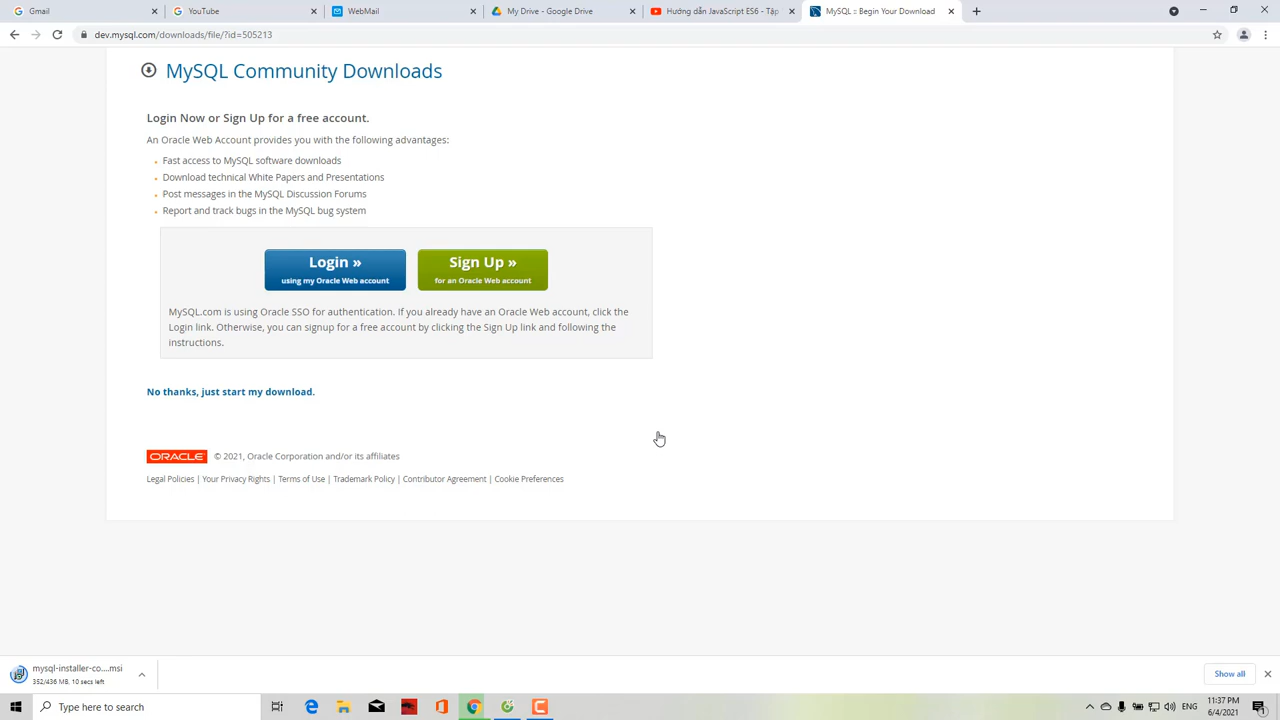 Gmail
YouTube
WebMail
My Drive - Google Drive
Hướng dẫn JavaScript ES6 - Tập
MySQL :: Begin Your Download
dev.mysql.com/downloads/file/?id=505213
MySQL Community Downloads
Login Now or Sign Up for a free account.
An Oracle Web Account provides you with the following advantages:
Fast access to MySQL software downloads
Download technical White Papers and Presentations
Post messages in the MySQL Discussion Forums
Report and track bugs in the MySQL bug system
Login »
using my Oracle Web account
Sign Up »
for an Oracle Web account
MySQL.com is using Oracle SSO for authentication. If you already have an Oracle Web account, click the
Login link. Otherwise, you can signup for a free account by clicking the Sign Up link and following the
instructions.
No thanks, just start my download.
ORACLE © 2021, Oracle Corporation and/or its affiliates
Legal Policies | Your Privacy Rights | Terms of Use | Trademark Policy | Contributor Agreement | Cookie Preferences
mysql-installer-co....msi
352/436 MB, 10 secs left
Show all
Type here to search
ENG
11:37 PM
6/4/2021